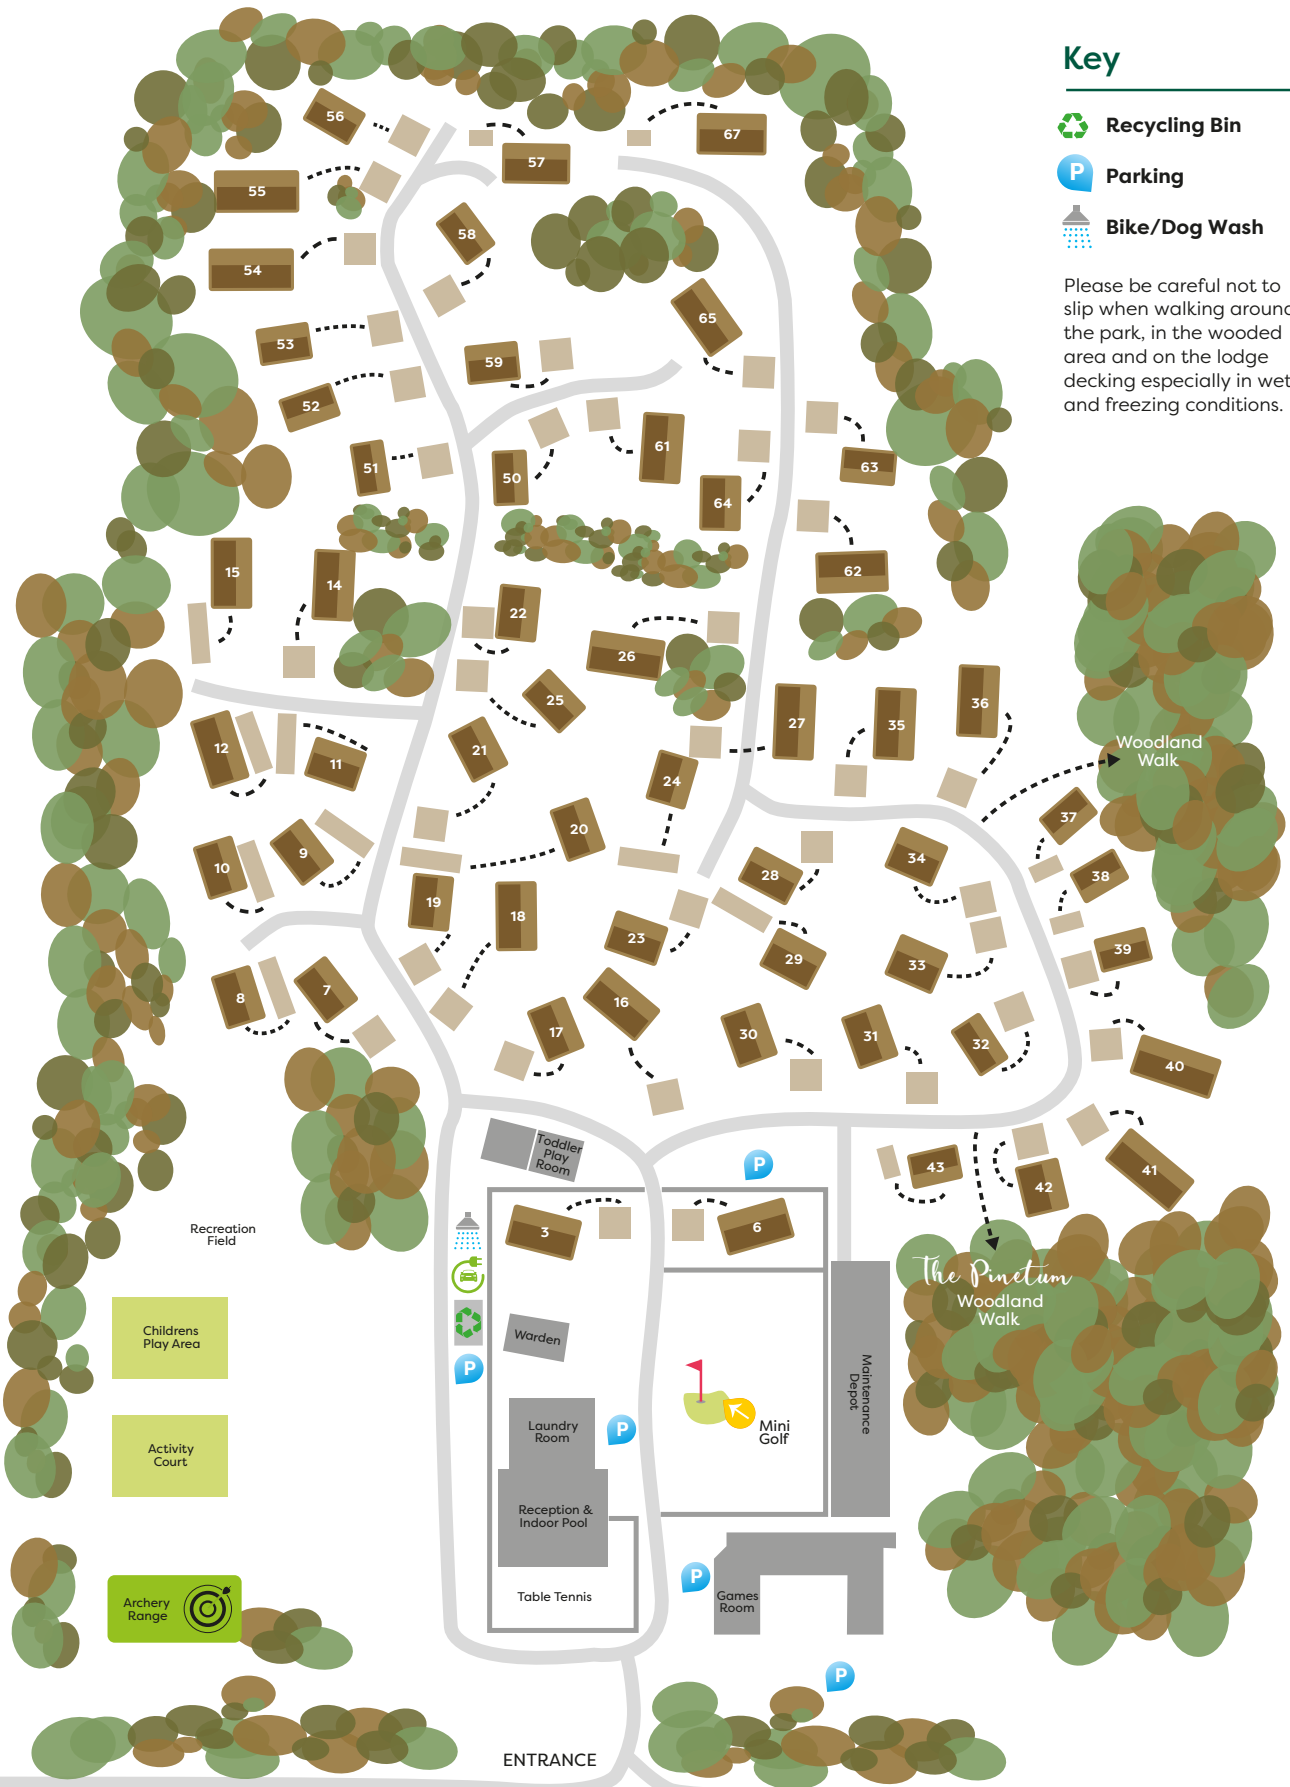 Key
Recycling Bin
P
Parking
Bike/Dog Wash
Please be careful not to
slip when walking around
the park, in the wooded
area and on the lodge
decking especially in wet
and freezing conditions.
56
57
67
55
58
54
65
53
59
52
61
51
50
63
64
62
15
14
22
26
25
36
27
35
12
21
11
24
Woodland
Walk
37
20
9
10
28
34
38
19
18
23
29
33
39
8
7
16
17
30
31
32
40
Toddler
Play
Room
P
43
42
41
3
6
Recreation
Field
The Pinetum
Woodland
Walk
Childrens
Play Area
Warden
P
Maintenance
Depot
Laundry
Room
P
Mini
Golf
Activity
Court
Reception &
Indoor Pool
P
Table Tennis
Games
Room
Archery
Range
P
ENTRANCE